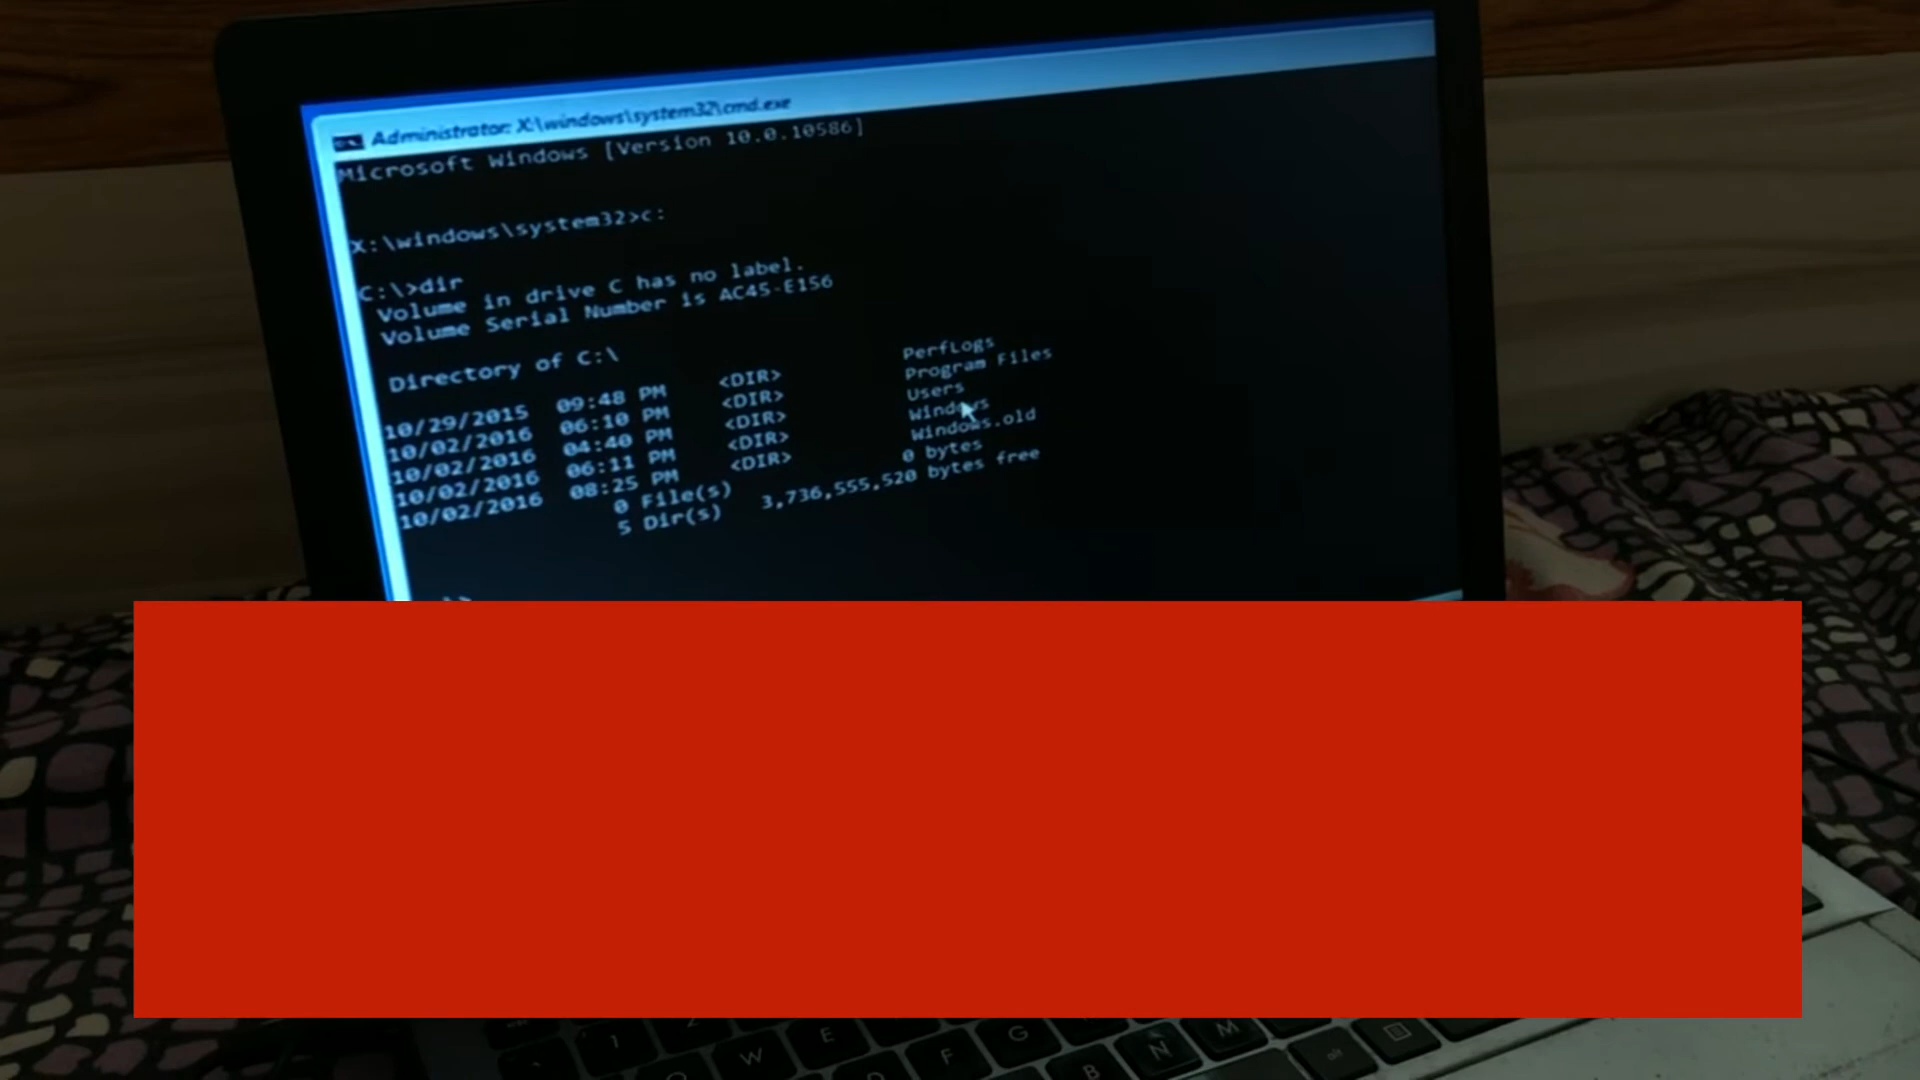 Administrator: X:\windows\system32\cmd.exe
Microsoft Windows [Version 10.0.10586]
X:\windows\system32>c:
C:\>dir
Volume in drive C has no label.
Volume Serial Number is AC45-E156
Directory of C:\
10/29/2015 09:48 PM <DIR> PerfLogs
10/02/2016 06:10 PM <DIR> Program Files
10/02/2016 04:40 PM <DIR> Users
10/02/2016 06:11 PM <DIR> Windows
10/02/2016 08:25 PM <DIR> Windows.old
0 File(s) 0 bytes
5 Dir(s) 3,736,555,520 bytes free
1
W E
F G
B N M
alt